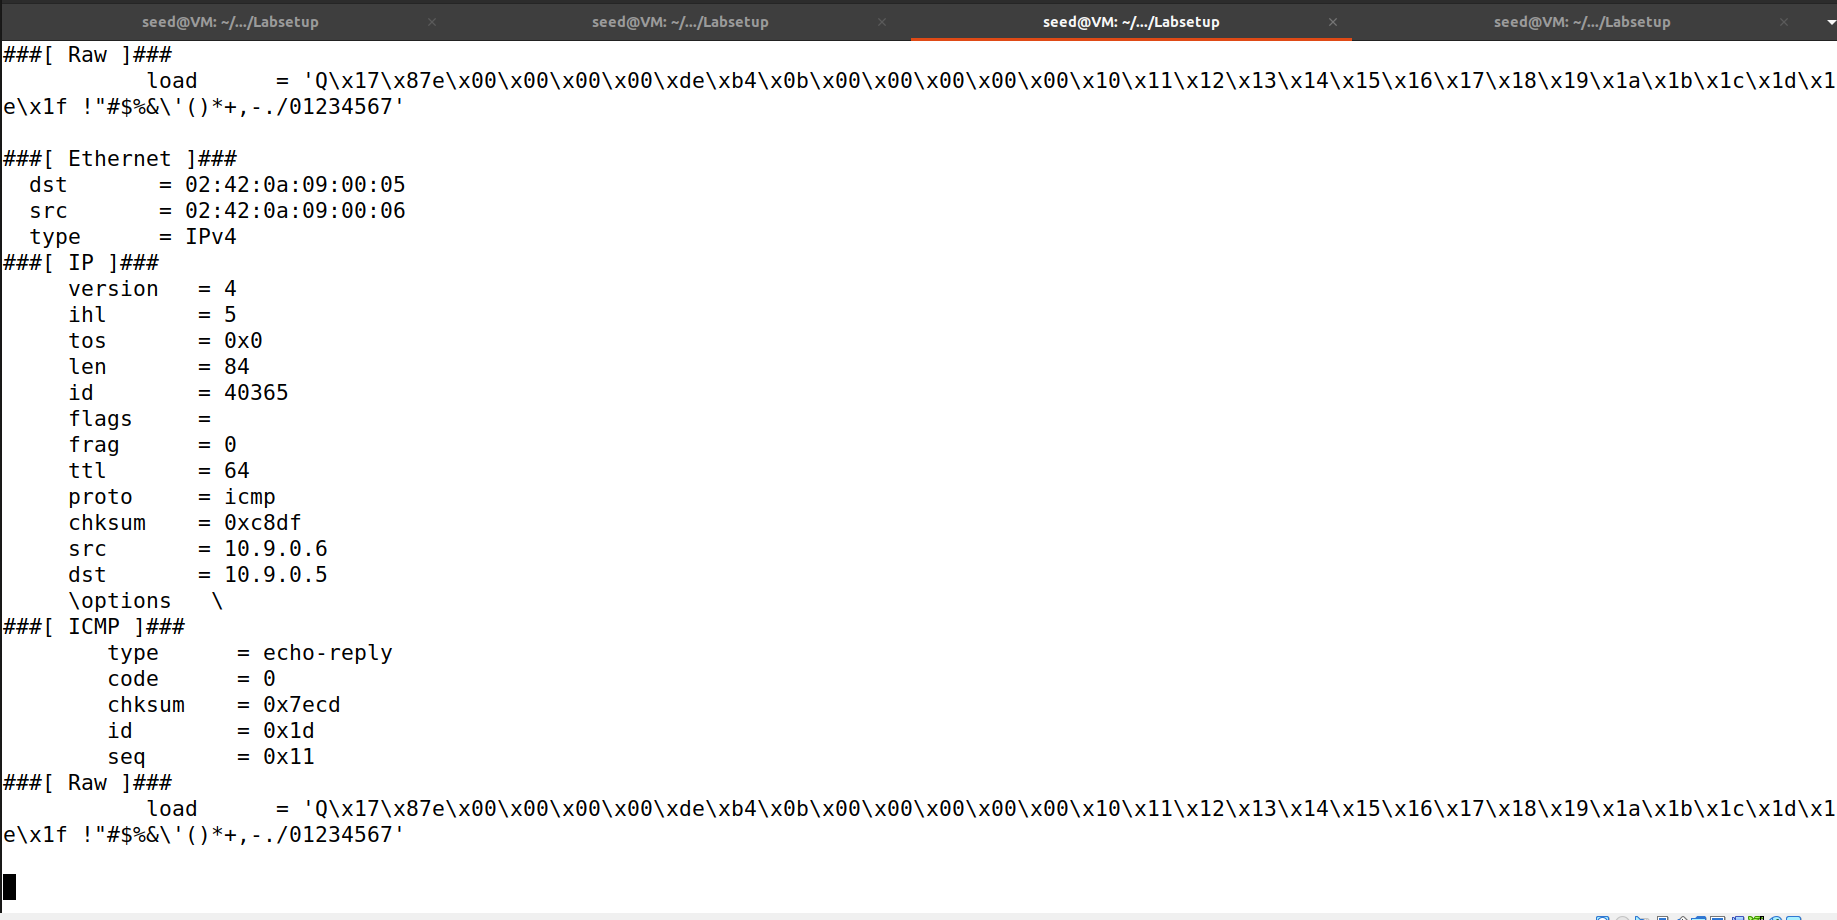 seed@VM: ~/.../Labsetup × seed@VM: ~/.../Labsetup × seed@VM: ~/.../Labsetup × seed@VM: ~/.../Labsetup ×
###[ Raw ]###
           load      = 'Q\x17\x87e\x00\x00\x00\x00\xde\xb4\x0b\x00\x00\x00\x00\x00\x10\x11\x12\x13\x14\x15\x16\x17\x18\x19\x1a\x1b\x1c\x1d\x1
e\x1f !"#$%&\'()*+,-./01234567'

###[ Ethernet ]###
  dst       = 02:42:0a:09:00:05
  src       = 02:42:0a:09:00:06
  type      = IPv4
###[ IP ]###
     version   = 4
     ihl       = 5
     tos       = 0x0
     len       = 84
     id        = 40365
     flags     =
     frag      = 0
     ttl       = 64
     proto     = icmp
     chksum    = 0xc8df
     src       = 10.9.0.6
     dst       = 10.9.0.5
     \options   \
###[ ICMP ]###
        type      = echo-reply
        code      = 0
        chksum    = 0x7ecd
        id        = 0x1d
        seq       = 0x11
###[ Raw ]###
           load      = 'Q\x17\x87e\x00\x00\x00\x00\xde\xb4\x0b\x00\x00\x00\x00\x00\x10\x11\x12\x13\x14\x15\x16\x17\x18\x19\x1a\x1b\x1c\x1d\x1
e\x1f !"#$%&\'()*+,-./01234567'